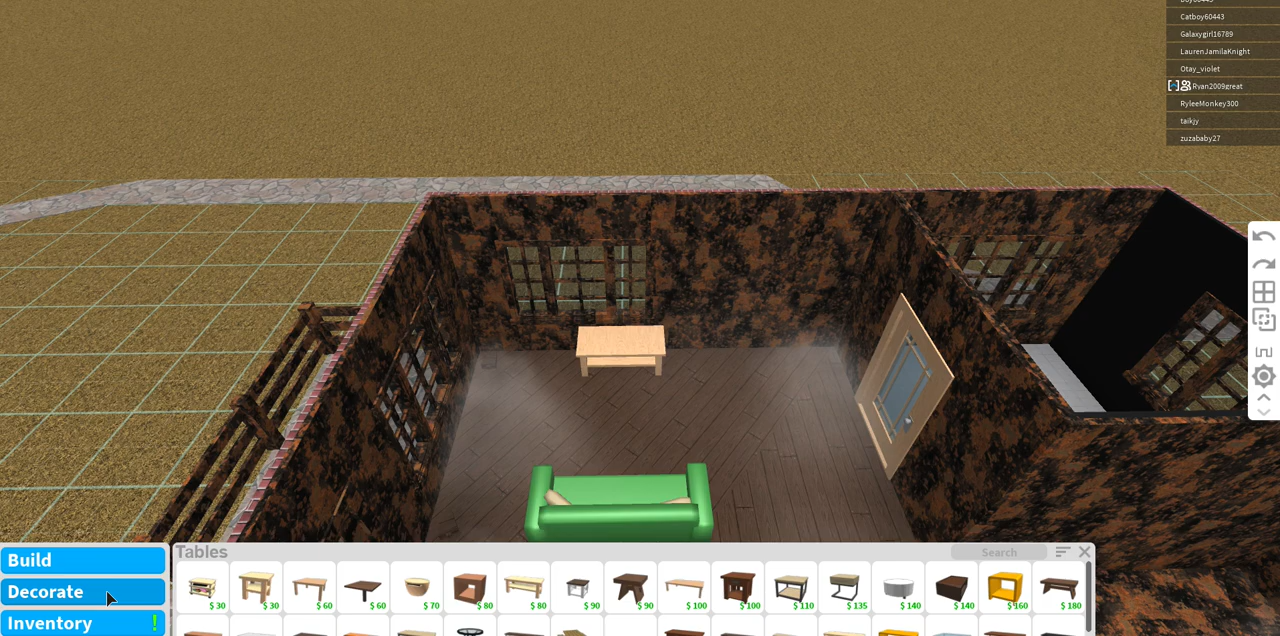 Catboy60443
Galaxygirl16789
LaurenJamilaKnight
Otay_violet
Rvan2009great
RyleeMonkey300
taikjy
zuzababy27
Build
Decorate
Inventory !
Tables
Search
$ 30 $ 30 $ 60 $ 60 $ 70 $ 80 $ 80 $ 90 $ 90 $ 100 $ 100 $ 110 $ 135 $ 140 $ 140 $ 160 $ 180